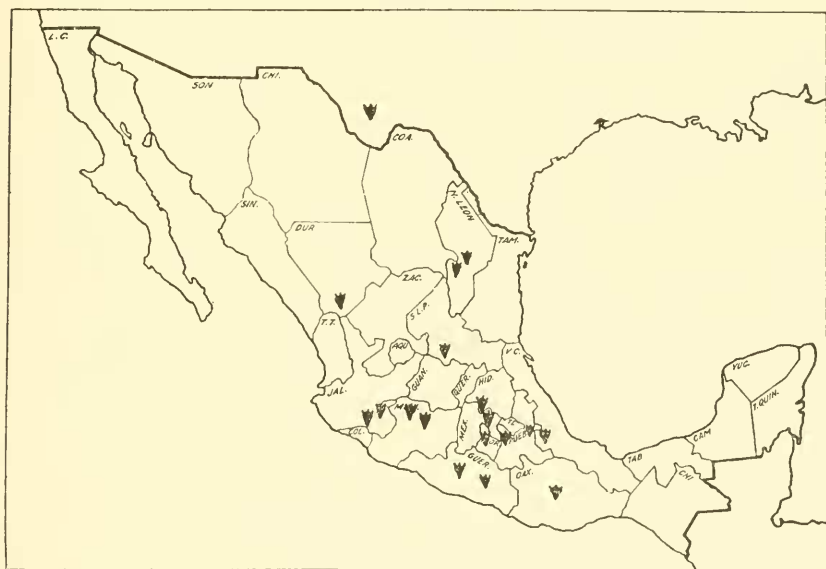 L.C.
SON
CHI.
COA.
SIN.
N. LEON
DUR
TAM.
ZAC.
S.L.P.
T.T.
AGU
V.C.
JAL.
GUAN.
QUER.
HID.
COL.
MEX.
PUEB
GUER.
OAX.
TAB
CAM
CHI
YUC.
T. QUIN.